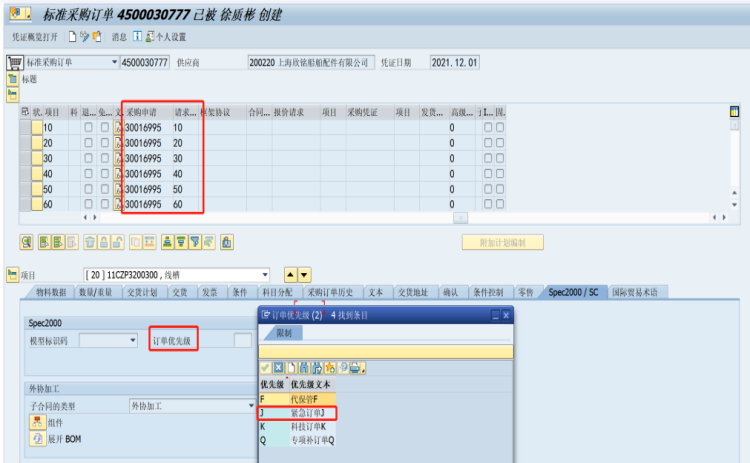 标准采购订单 4500030777 已被 徐质彬 创建
凭证概览打开 消息 个人设置
标准采购订单 4500030777 供应商 200220 上海欣铭船舶配件有限公司 凭证日期 2021.12.01
标题
状. 项目 科 退... 免... 文. 采购申请 请求... 框架协议 合同... 报价请求 项目 采购凭证 项目 发货... 高级... I... 固.
10 30016995 10 0
20 30016995 20 0
30 30016995 30 0
40 30016995 40 0
50 30016995 50 0
60 30016995 60 0
附加计划编制
项目 [ 20 ] 11CZP3200300 , 线槽
物料数据 数量/重量 交货计划 交货 发票 条件 科目分配 采购订单历史 文本 交货地址 确认 条件控制 零售 Spec2000 / SC 国际贸易术语
Spec2000
模型标识码 订单优先级
外协加工
子合同的类型 外协加工
组件
展开 BOM
订单优先级 (2) 4 找到条目
限制
优先级 优先级文本
F 代保管F
J 紧急订单J
K 科技订单K
Q 专项补订单Q